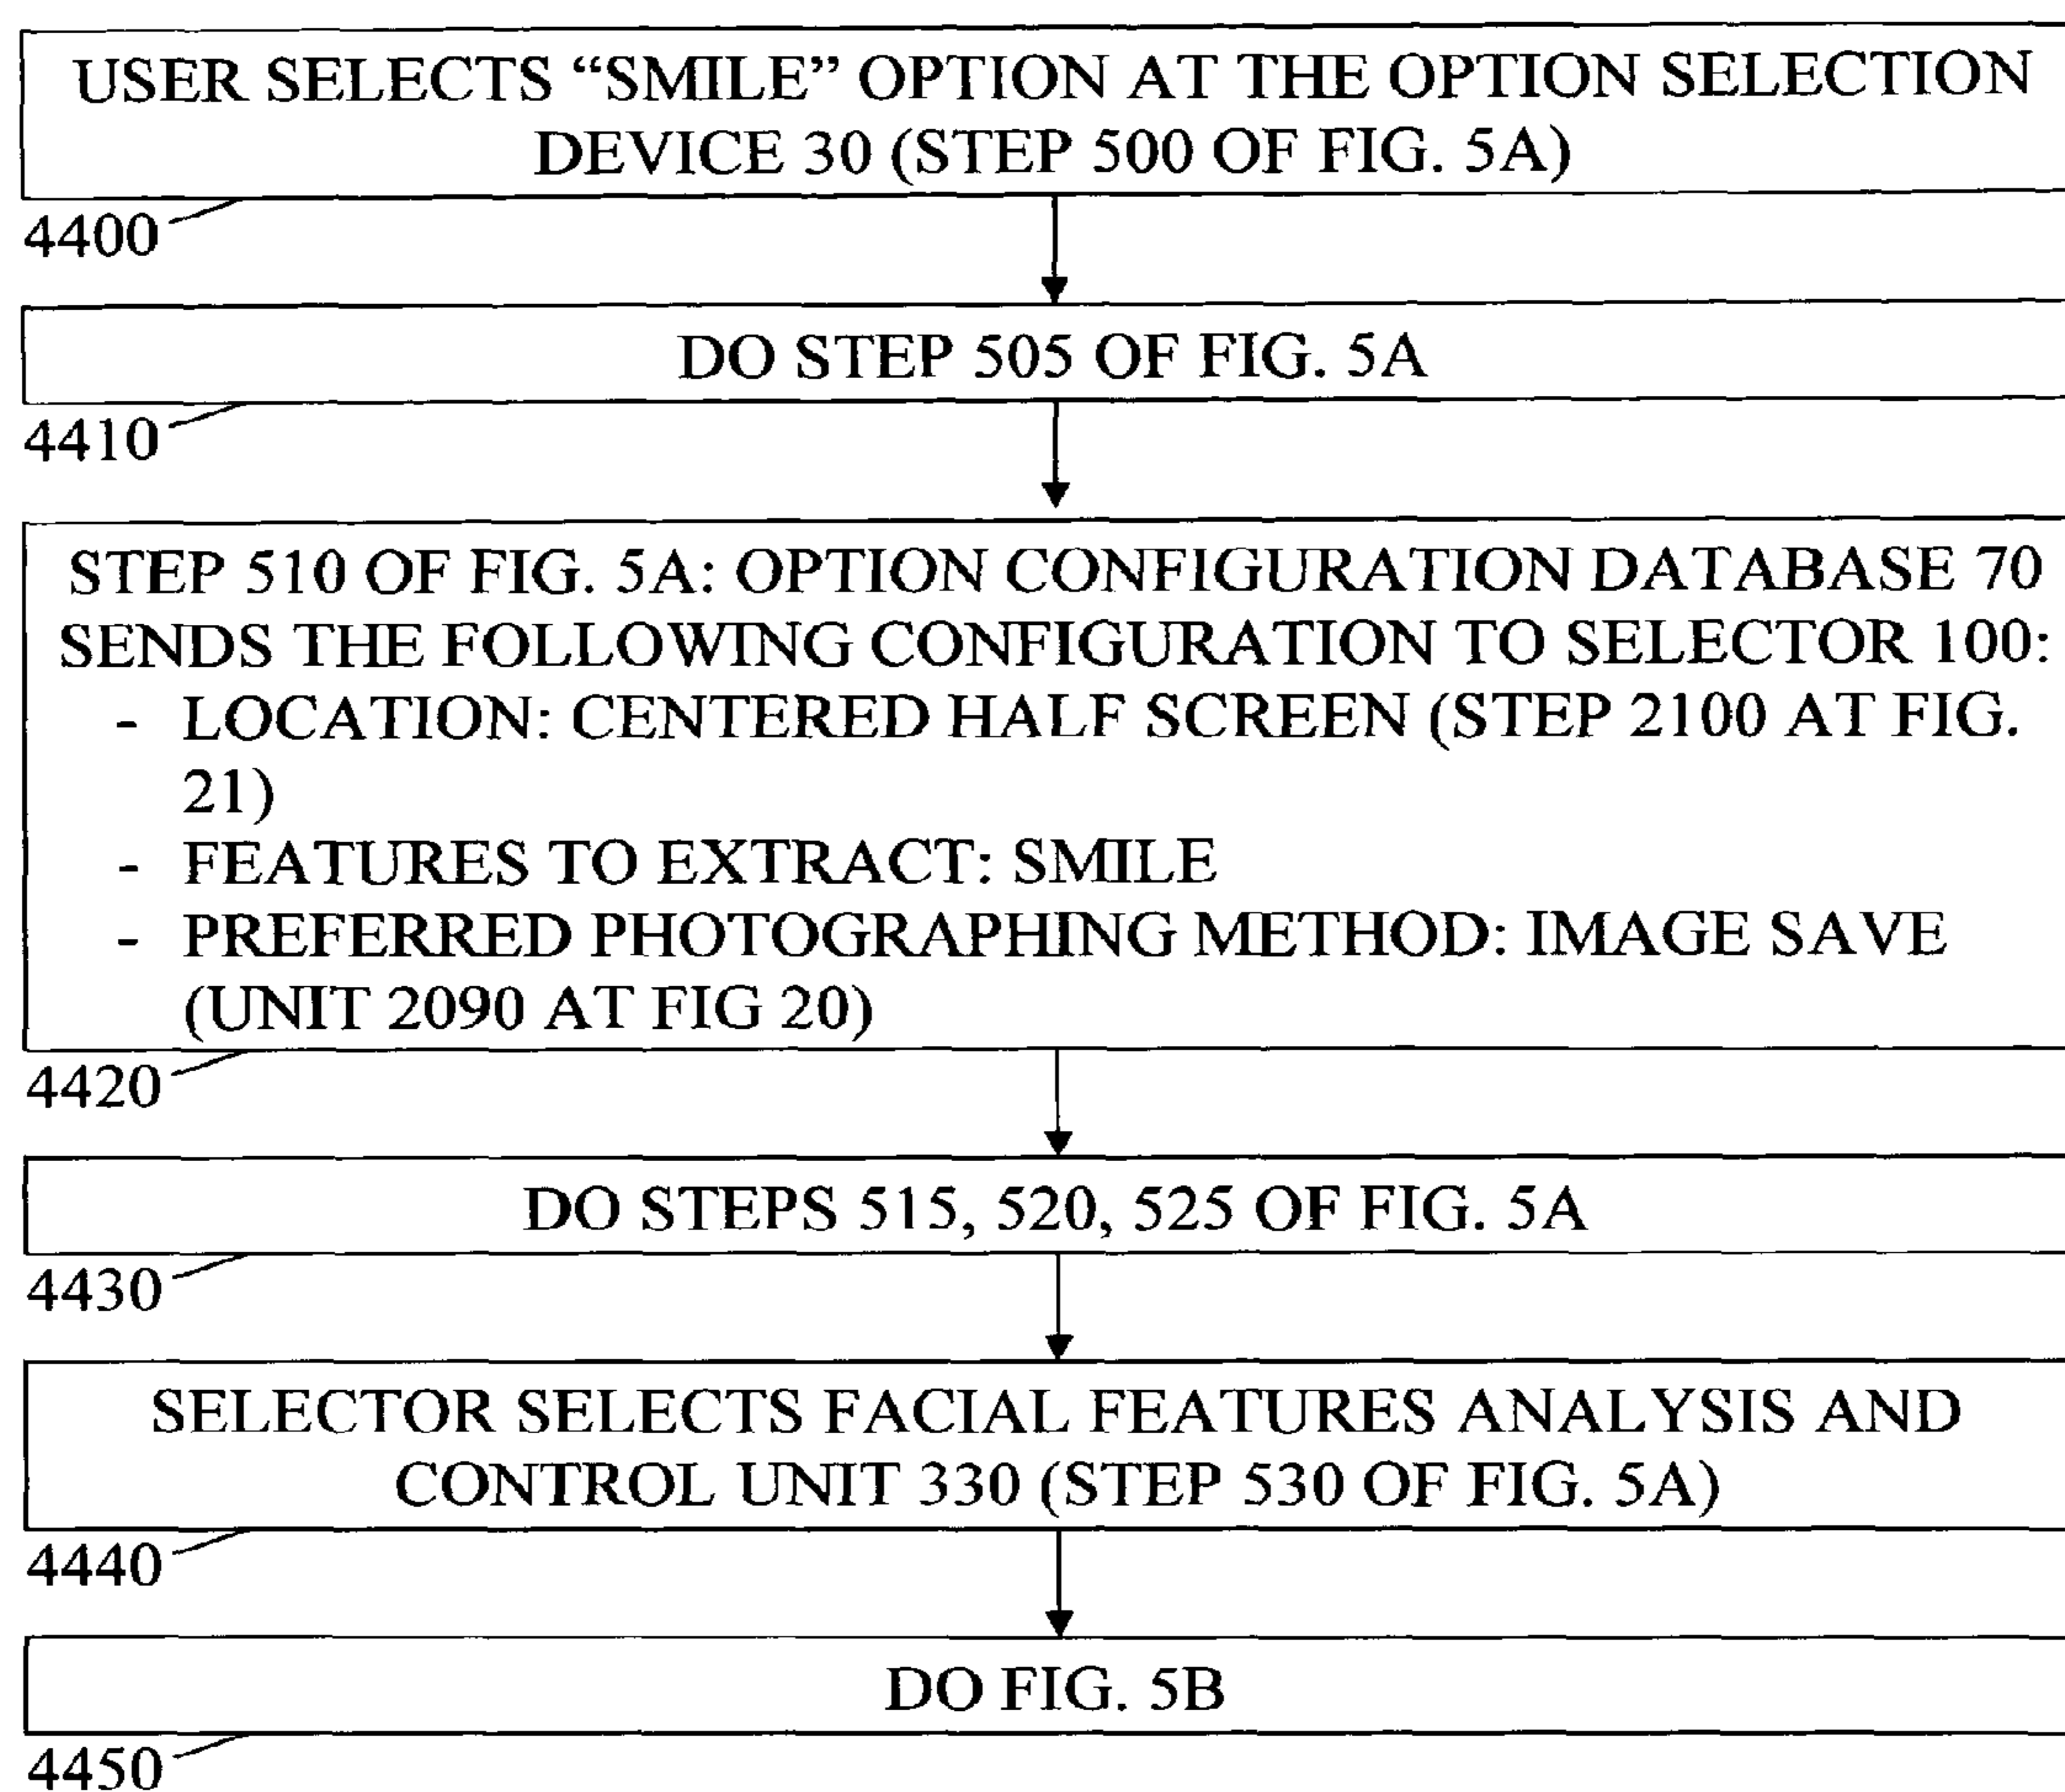 USER SELECTS “SMILE” OPTION AT THE OPTION SELECTION
DEVICE 30 (STEP 500 OF FIG. 5A)
4400
DO STEP 505 OF FIG. 5A
4410
STEP 510 OF FIG. 5A: OPTION CONFIGURATION DATABASE 70
SENDS THE FOLLOWING CONFIGURATION TO SELECTOR 100:
- LOCATION: CENTERED HALF SCREEN (STEP 2100 AT FIG.
21)
- FEATURES TO EXTRACT: SMILE
- PREFERRED PHOTOGRAPHING METHOD: IMAGE SAVE
(UNIT 2090 AT FIG 20)
4420
DO STEPS 515, 520, 525 OF FIG. 5A
4430
SELECTOR SELECTS FACIAL FEATURES ANALYSIS AND
CONTROL UNIT 330 (STEP 530 OF FIG. 5A)
4440
DO FIG. 5B
4450